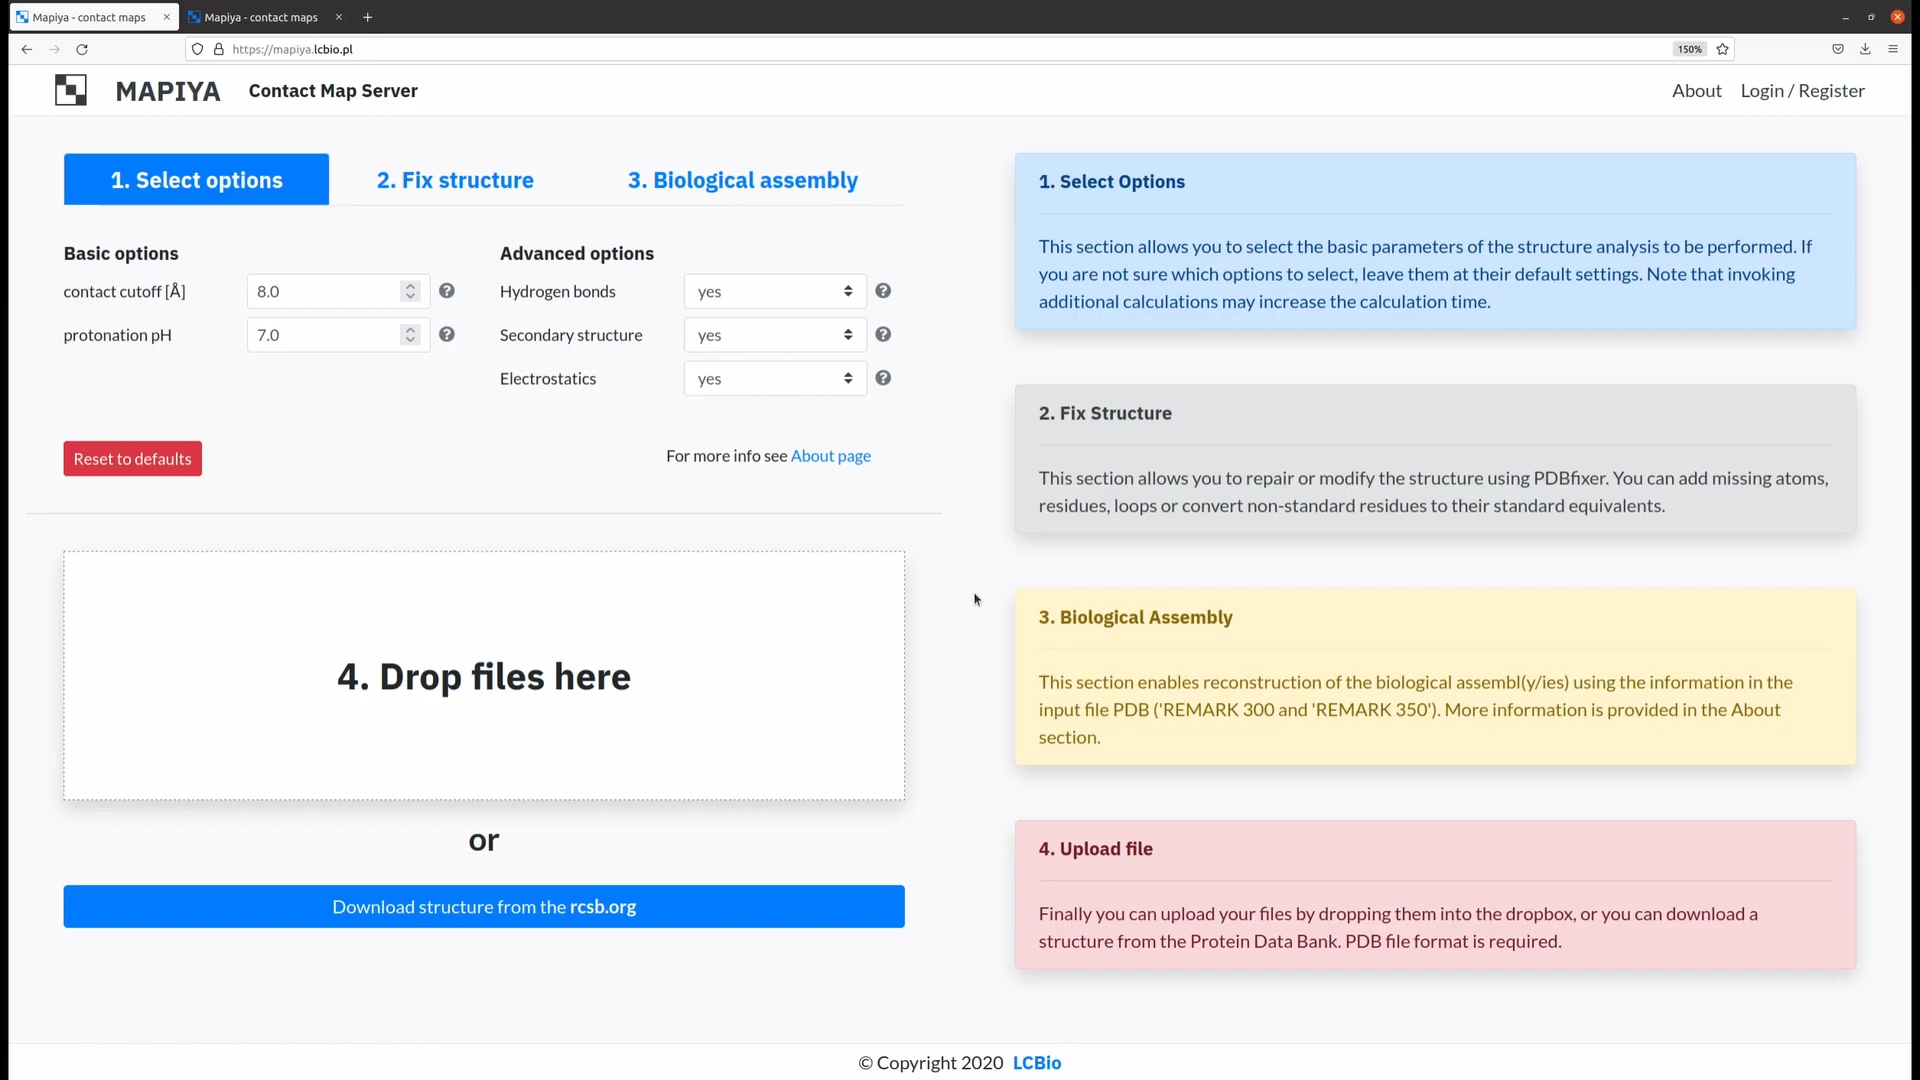 Mapiya - contact maps
Mapiya - contact maps
https://mapiya.lcbio.pl
150%
MAPIYA
Contact Map Server
About
Login / Register
1. Select options
2. Fix structure
3. Biological assembly
Basic options
contact cutoff [Å]
8.0
protonation pH
7.0
Advanced options
Hydrogen bonds
yes
Secondary structure
yes
Electrostatics
yes
Reset to defaults
For more info see About page
4. Drop files here
or
Download structure from the rcsb.org
1. Select Options
This section allows you to select the basic parameters of the structure analysis to be performed. If
you are not sure which options to select, leave them at their default settings. Note that invoking
additional calculations may increase the calculation time.
2. Fix Structure
This section allows you to repair or modify the structure using PDBfixer. You can add missing atoms,
residues, loops or convert non-standard residues to their standard equivalents.
3. Biological Assembly
This section enables reconstruction of the biological assembl(y/ies) using the information in the
input file PDB ('REMARK 300 and 'REMARK 350'). More information is provided in the About
section.
4. Upload file
Finally you can upload your files by dropping them into the dropbox, or you can download a
structure from the Protein Data Bank. PDB file format is required.
© Copyright 2020 LCBio